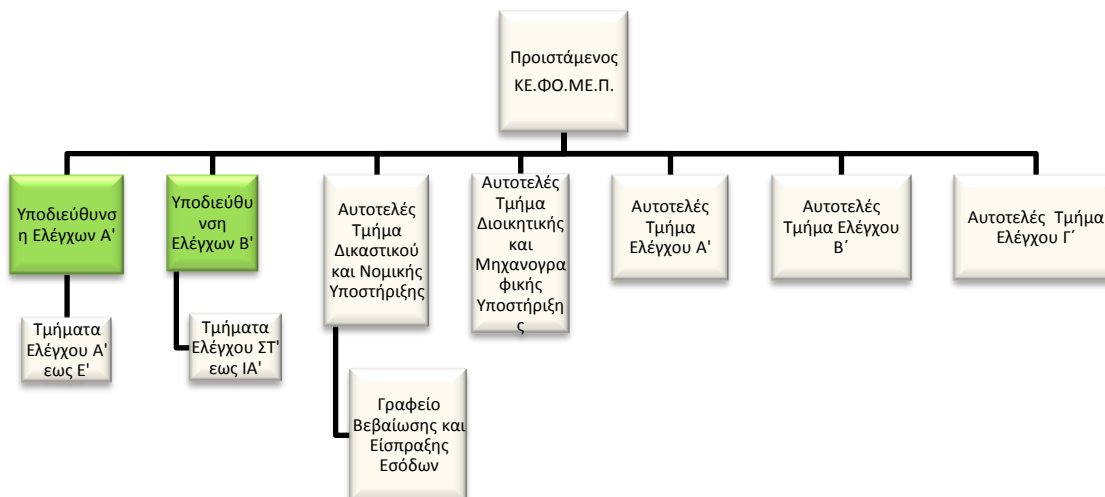 Προιστάμενος
ΚΕ.ΦΟ.ΜΕ.Π.
Υποδιεύθυνσ
η Ελέγχων Α'
Υποδιεύθυ
νση
Ελέγχων Β'
Αυτοτελές
Τμήμα
Δικαστικού
και Νομικής
Υποστήριξης
Αυτοτελές
Τμήμα
Διοικητικής
και
Μηχανογρα
φικής
Υποστήριξη
ς
Αυτοτελές
Τμήμα
Ελέγχου Α'
Αυτοτελές
Τμήμα Ελέγχου
Β΄
Αυτοτελές Τμήμα
Ελέγχου Γ΄
Τμήματα
Ελέγχου Α'
εως Ε'
Τμήματα
Ελέγχου ΣΤ'
εως ΙΑ'
Γραφείο
Βεβαίωσης και
Είσπραξης
Εσόδων